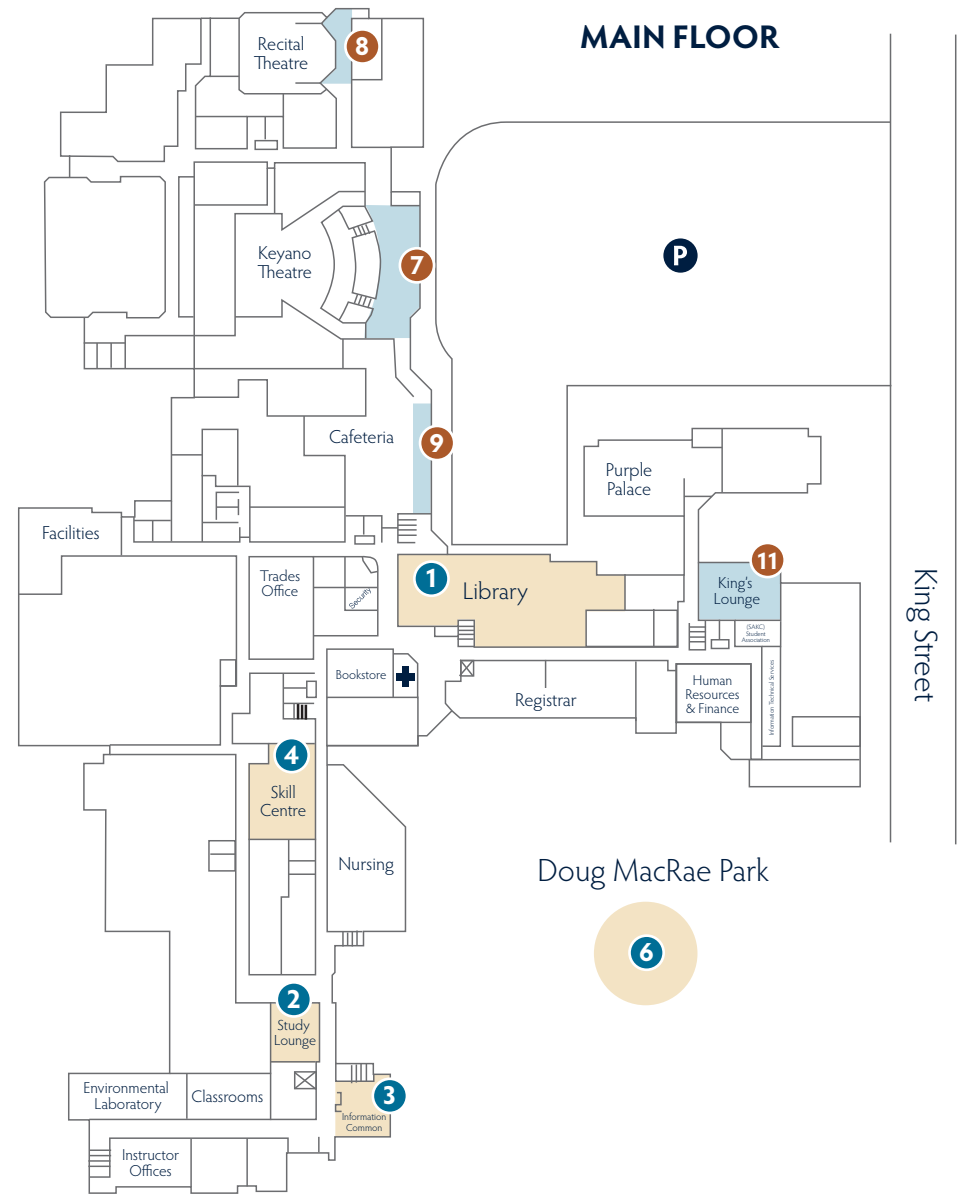 MAIN FLOOR
Recital
Theatre
8
Keyano
Theatre
7
P
Cafeteria
9
Purple
Palace
Facilities
Trades
Office
Security
1
Library
11
King's
Lounge
(SAKC)
Student
Association
King Street
Bookstore
Registrar
Human
Resources
& Finance
Information Technical Services
4
Skill
Centre
Nursing
Doug MacRae Park
6
2
Study
Lounge
Environmental
Laboratory
Classrooms
3
Information
Common
Instructor
Offices